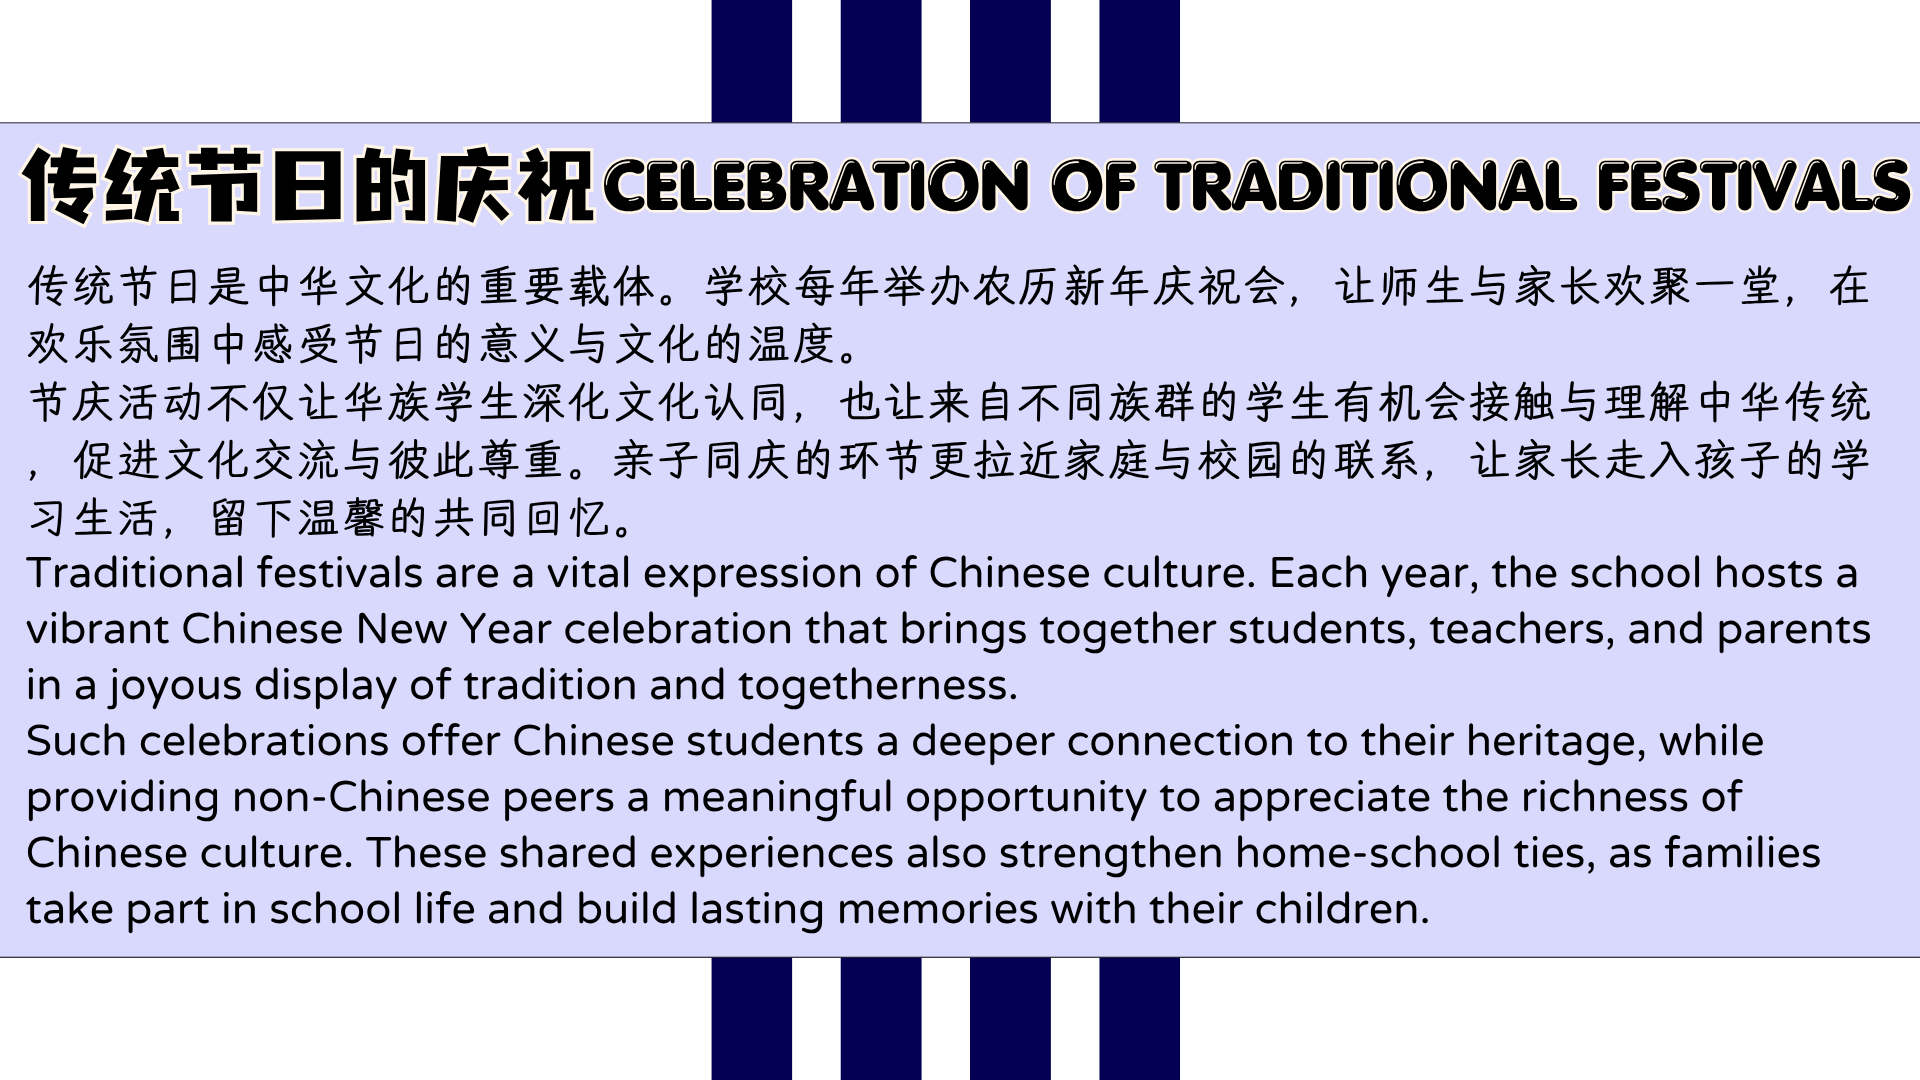 传统节日的庆祝 CELEBRATION OF TRADITIONAL FESTIVALS
传统节日是中华文化的重要载体。学校每年举办农历新年庆祝会，让师生与家长欢聚一堂，在
欢乐氛围中感受节日的意义与文化的温度。
节庆活动不仅让华族学生深化文化认同，也让来自不同族群的学生有机会接触与理解中华传统
，促进文化交流与彼此尊重。亲子同庆的环节更拉近家庭与校园的联系，让家长走入孩子的学
习生活，留下温馨的共同回忆。
Traditional festivals are a vital expression of Chinese culture. Each year, the school hosts a
vibrant Chinese New Year celebration that brings together students, teachers, and parents
in a joyous display of tradition and togetherness.
Such celebrations offer Chinese students a deeper connection to their heritage, while
providing non-Chinese peers a meaningful opportunity to appreciate the richness of
Chinese culture. These shared experiences also strengthen home-school ties, as families
take part in school life and build lasting memories with their children.